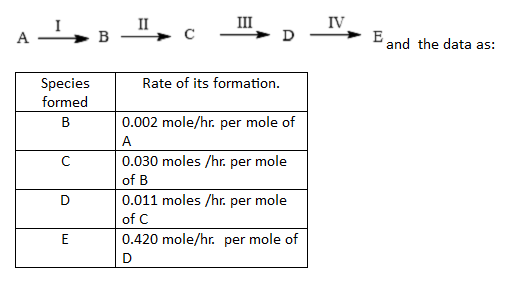 A I B II C III D IV E and the data as:
Species formed Rate of its formation.
B 0.002 mole/hr. per mole of A
C 0.030 moles /hr. per mole of B
D 0.011 moles /hr. per mole of C
E 0.420 mole/hr. per mole of D